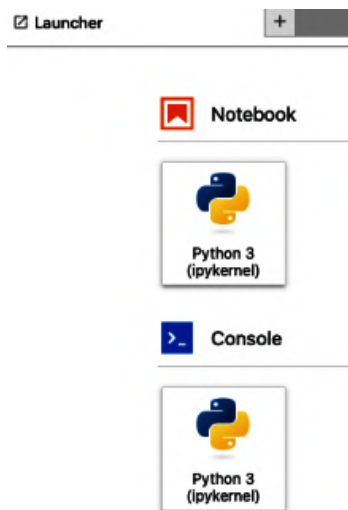 Launcher
+
Notebook
Python 3
(ipykernel)
>_
Console
Python 3
(ipykernel)